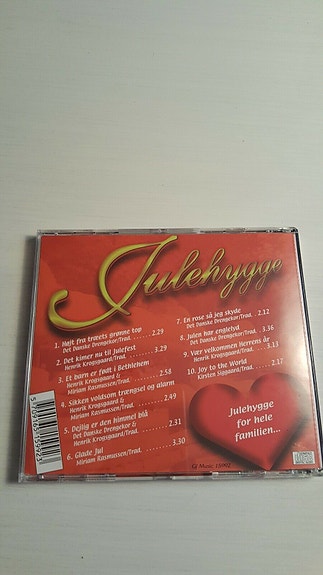 Julehygge
1. Højt fra træets grønne top
Det Danske Drengekor/Trad. 2.29
2. Det kimer nu til Julefest
Henrik Krogsgaard/Trad. 2.29
3. Et barn er født i Bethlehem
Henrik Krogsgaard &
Miriam Rasmussen/Trad. 2.58
4. Sikken voldsom trængsel og alarm
Henrik Krogsgaard &
Miriam Rasmussen/Trad. 2.49
5. Dejlig er den himmel blå
Det Danske Drengekor &
Henrik Krogsgaard/Trad. 2.31
6. Glade Jul
Miriam Rasmussen/Trad. 3.30
7. En rose så jeg skyde
Det Danske Drengekor/Trad. 2.12
8. Julen har englelyd
Det Danske Drengekor/Trad. 3.36
9. Vær velkommen Herrens år
Henrik Krogsgaard/Trad. 3.13
10. Joy to the World
Kirsten Siggaard/Trad. 2.17
Julehygge
for hele
familien...